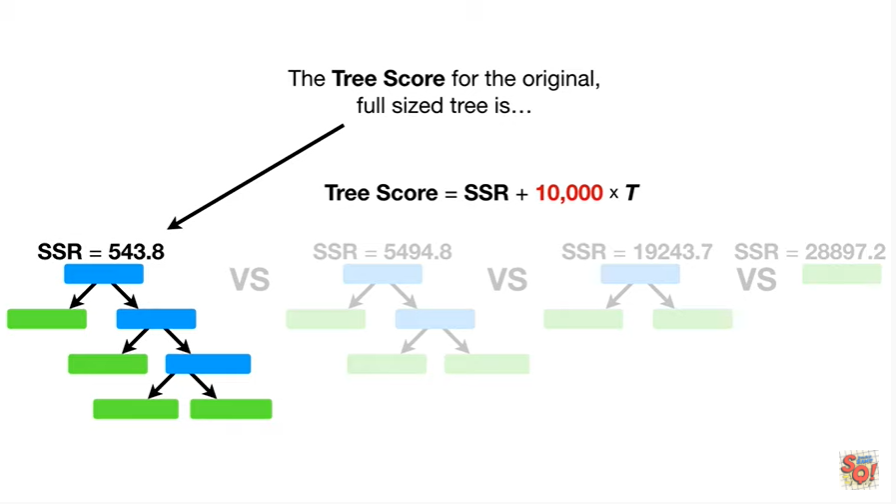 The Tree Score for the original,
full sized tree is…
Tree Score = SSR + 10,000 × T
SSR = 543.8
VS
SSR = 5494.8
VS
SSR = 19243.7
VS
SSR = 28897.2
SQ!